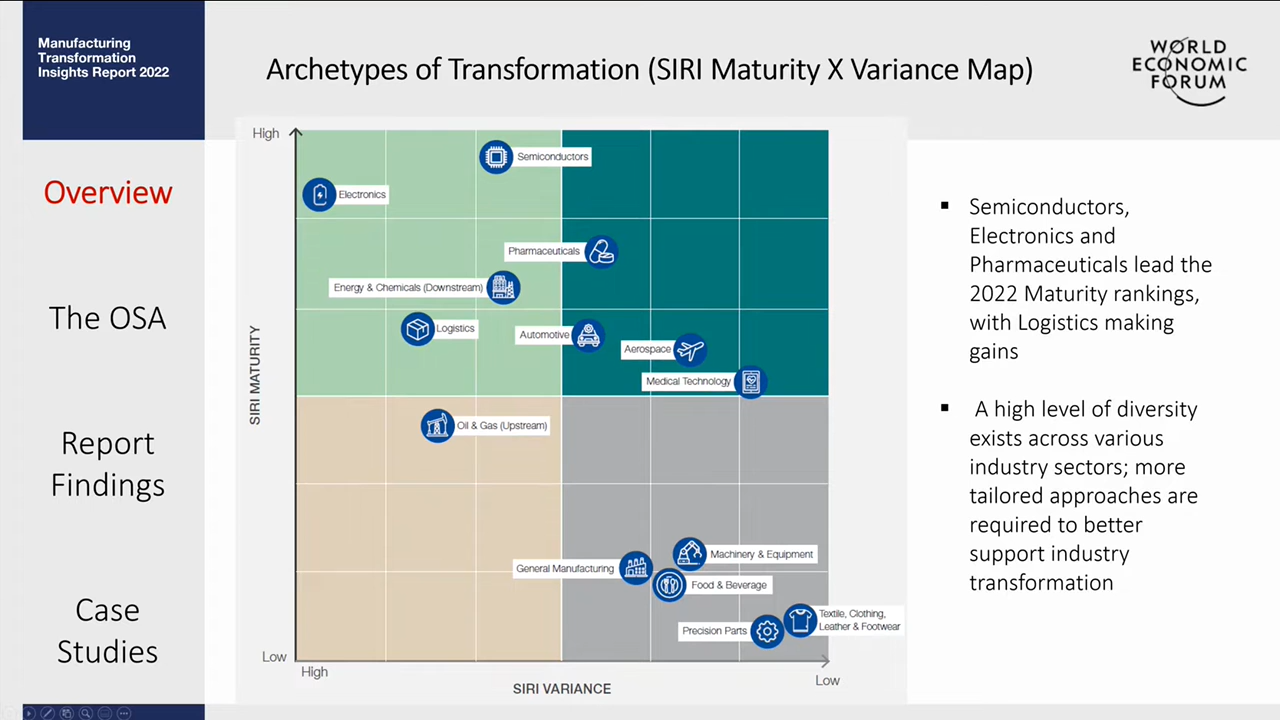 Manufacturing
Transformation
Insights Report 2022
Archetypes of Transformation (SIRI Maturity X Variance Map)
WORLD
ECONOMIC
FORUM
Overview
The OSA
Report
Findings
Case
Studies
High
Semiconductors
Electronics
Pharmaceuticals
Energy & Chemicals (Downstream)
Logistics
Automotive
Aerospace
Medical Technology
SIRI MATURITY
Oil & Gas (Upstream)
Machinery & Equipment
General Manufacturing
Food & Beverage
Textile, Clothing,
Leather & Footwear
Precision Parts
Low
High
Low
SIRI VARIANCE
▪ Semiconductors,
Electronics and
Pharmaceuticals lead the
2022 Maturity rankings,
with Logistics making
gains
▪ A high level of diversity
exists across various
industry sectors; more
tailored approaches are
required to better
support industry
transformation